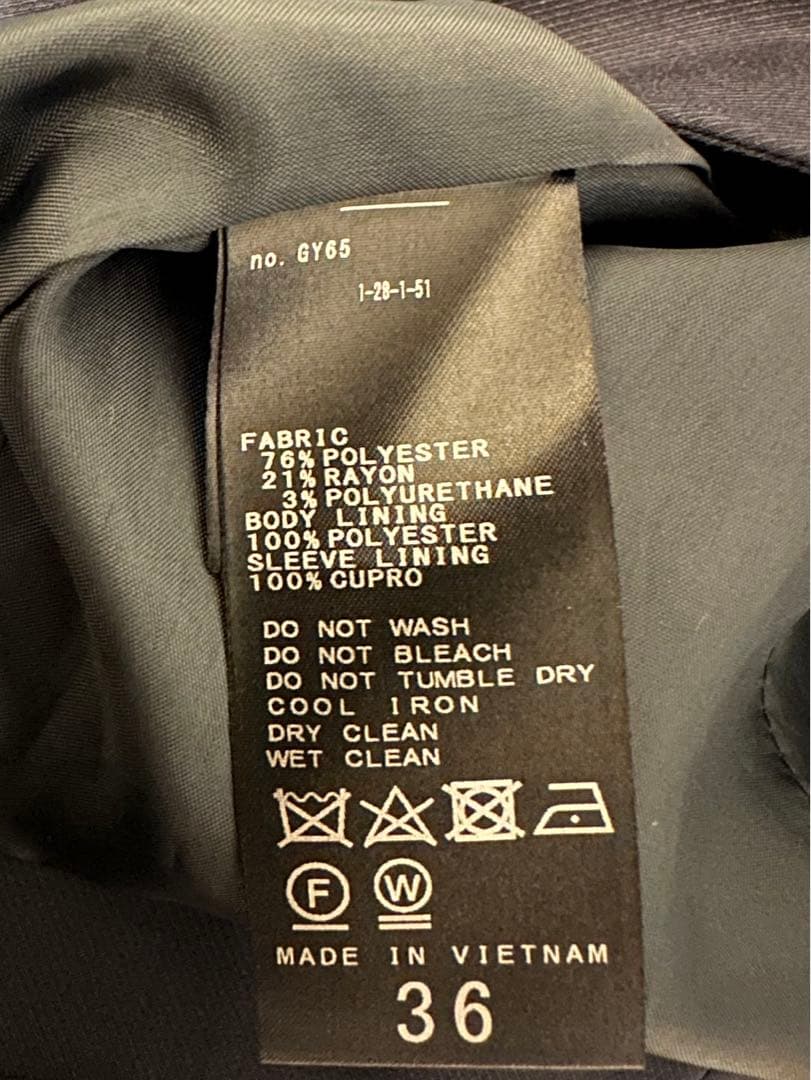 no. GY65
1-28-1-51
FABRIC
76% POLYESTER
21% RAYON
3% POLYURETHANE
BODY LINING
100% POLYESTER
SLEEVE LINING
100% CUPRO
DO NOT WASH
DO NOT BLEACH
DO NOT TUMBLE DRY
COOL IRON
DRY CLEAN
WET CLEAN
F W
MADE IN VIETNAM
36